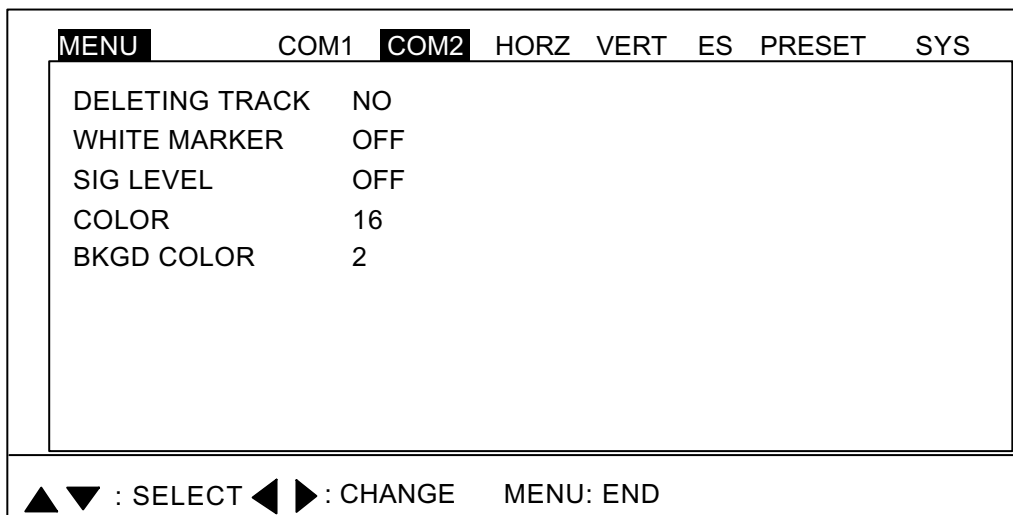 MENU COM1 COM2 HORZ VERT ES PRESET SYS
DELETING TRACK NO
WHITE MARKER OFF
SIG LEVEL OFF
COLOR 16
BKGD COLOR 2
▲ ▼ : SELECT ◀ ▶ : CHANGE MENU: END